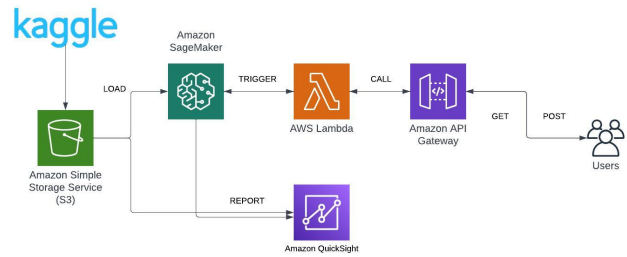 kaggle
Amazon
SageMaker
LOAD
TRIGGER
CALL
GET
POST
Amazon Simple
Storage Service
(S3)
AWS Lambda
Amazon API
Gateway
Users
REPORT
Amazon QuickSight